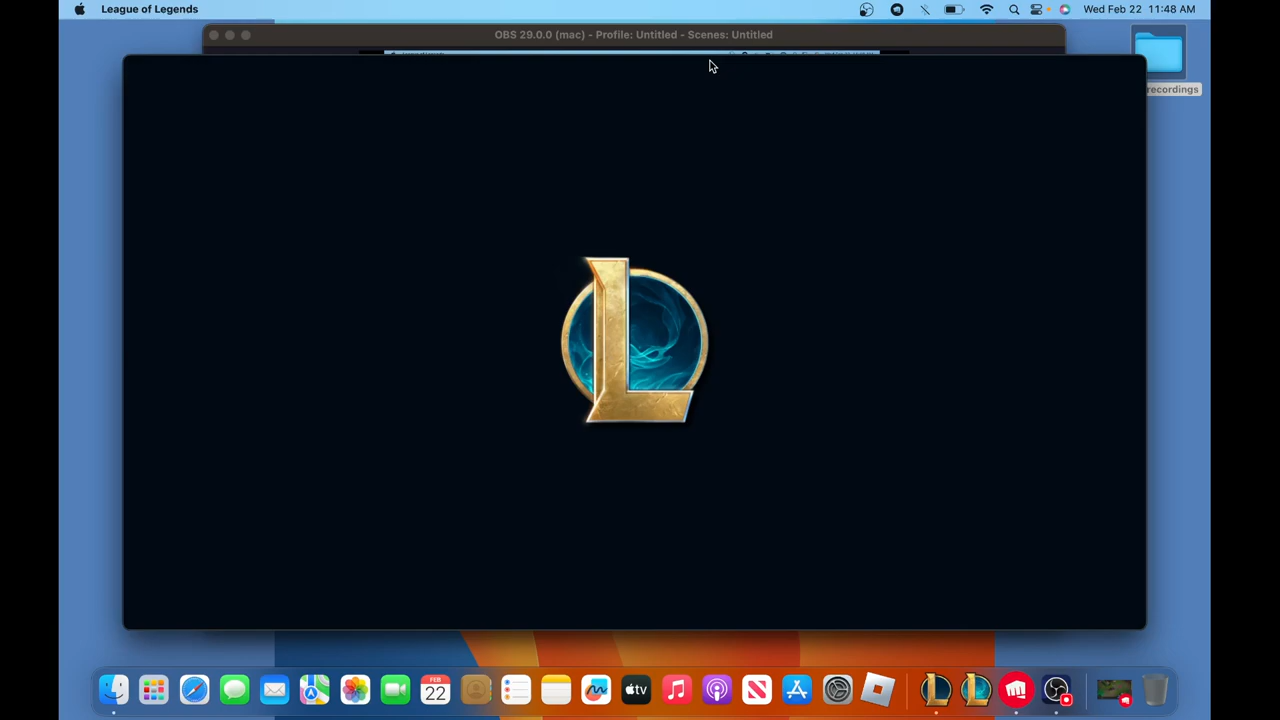 League of Legends
Wed Feb 22 11:48 AM
OBS 29.0.0 (mac) - Profile: Untitled - Scenes: Untitled
recordings
L
tv
FEB
22